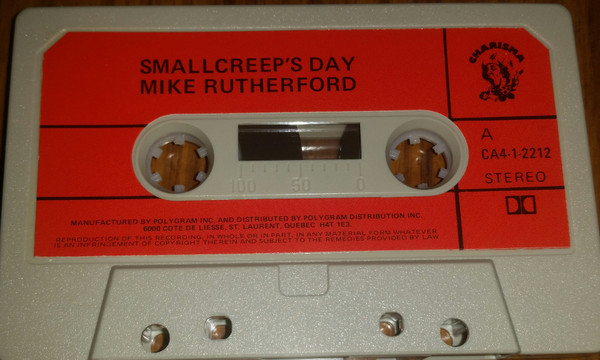 SMALLCREEP'S DAY
MIKE RUTHERFORD
CHARISMA
A
CA4-1-2212
STEREO
100 50 0
MANUFACTURED BY POLYGRAM INC. AND DISTRIBUTED BY POLYGRAM DISTRIBUTION INC.
6000 COTE DE LIESSE, ST. LAURENT, QUEBEC H4T 1E3.
REPRODUCTION OF THIS RECORDING, IN WHOLE OR IN PART, IN ANY MATERIAL FORM WHATEVER
IS AN INFRINGEMENT OF COPYRIGHT THEREIN AND SUBJECT TO THE REMEDIES PROVIDED BY LAW